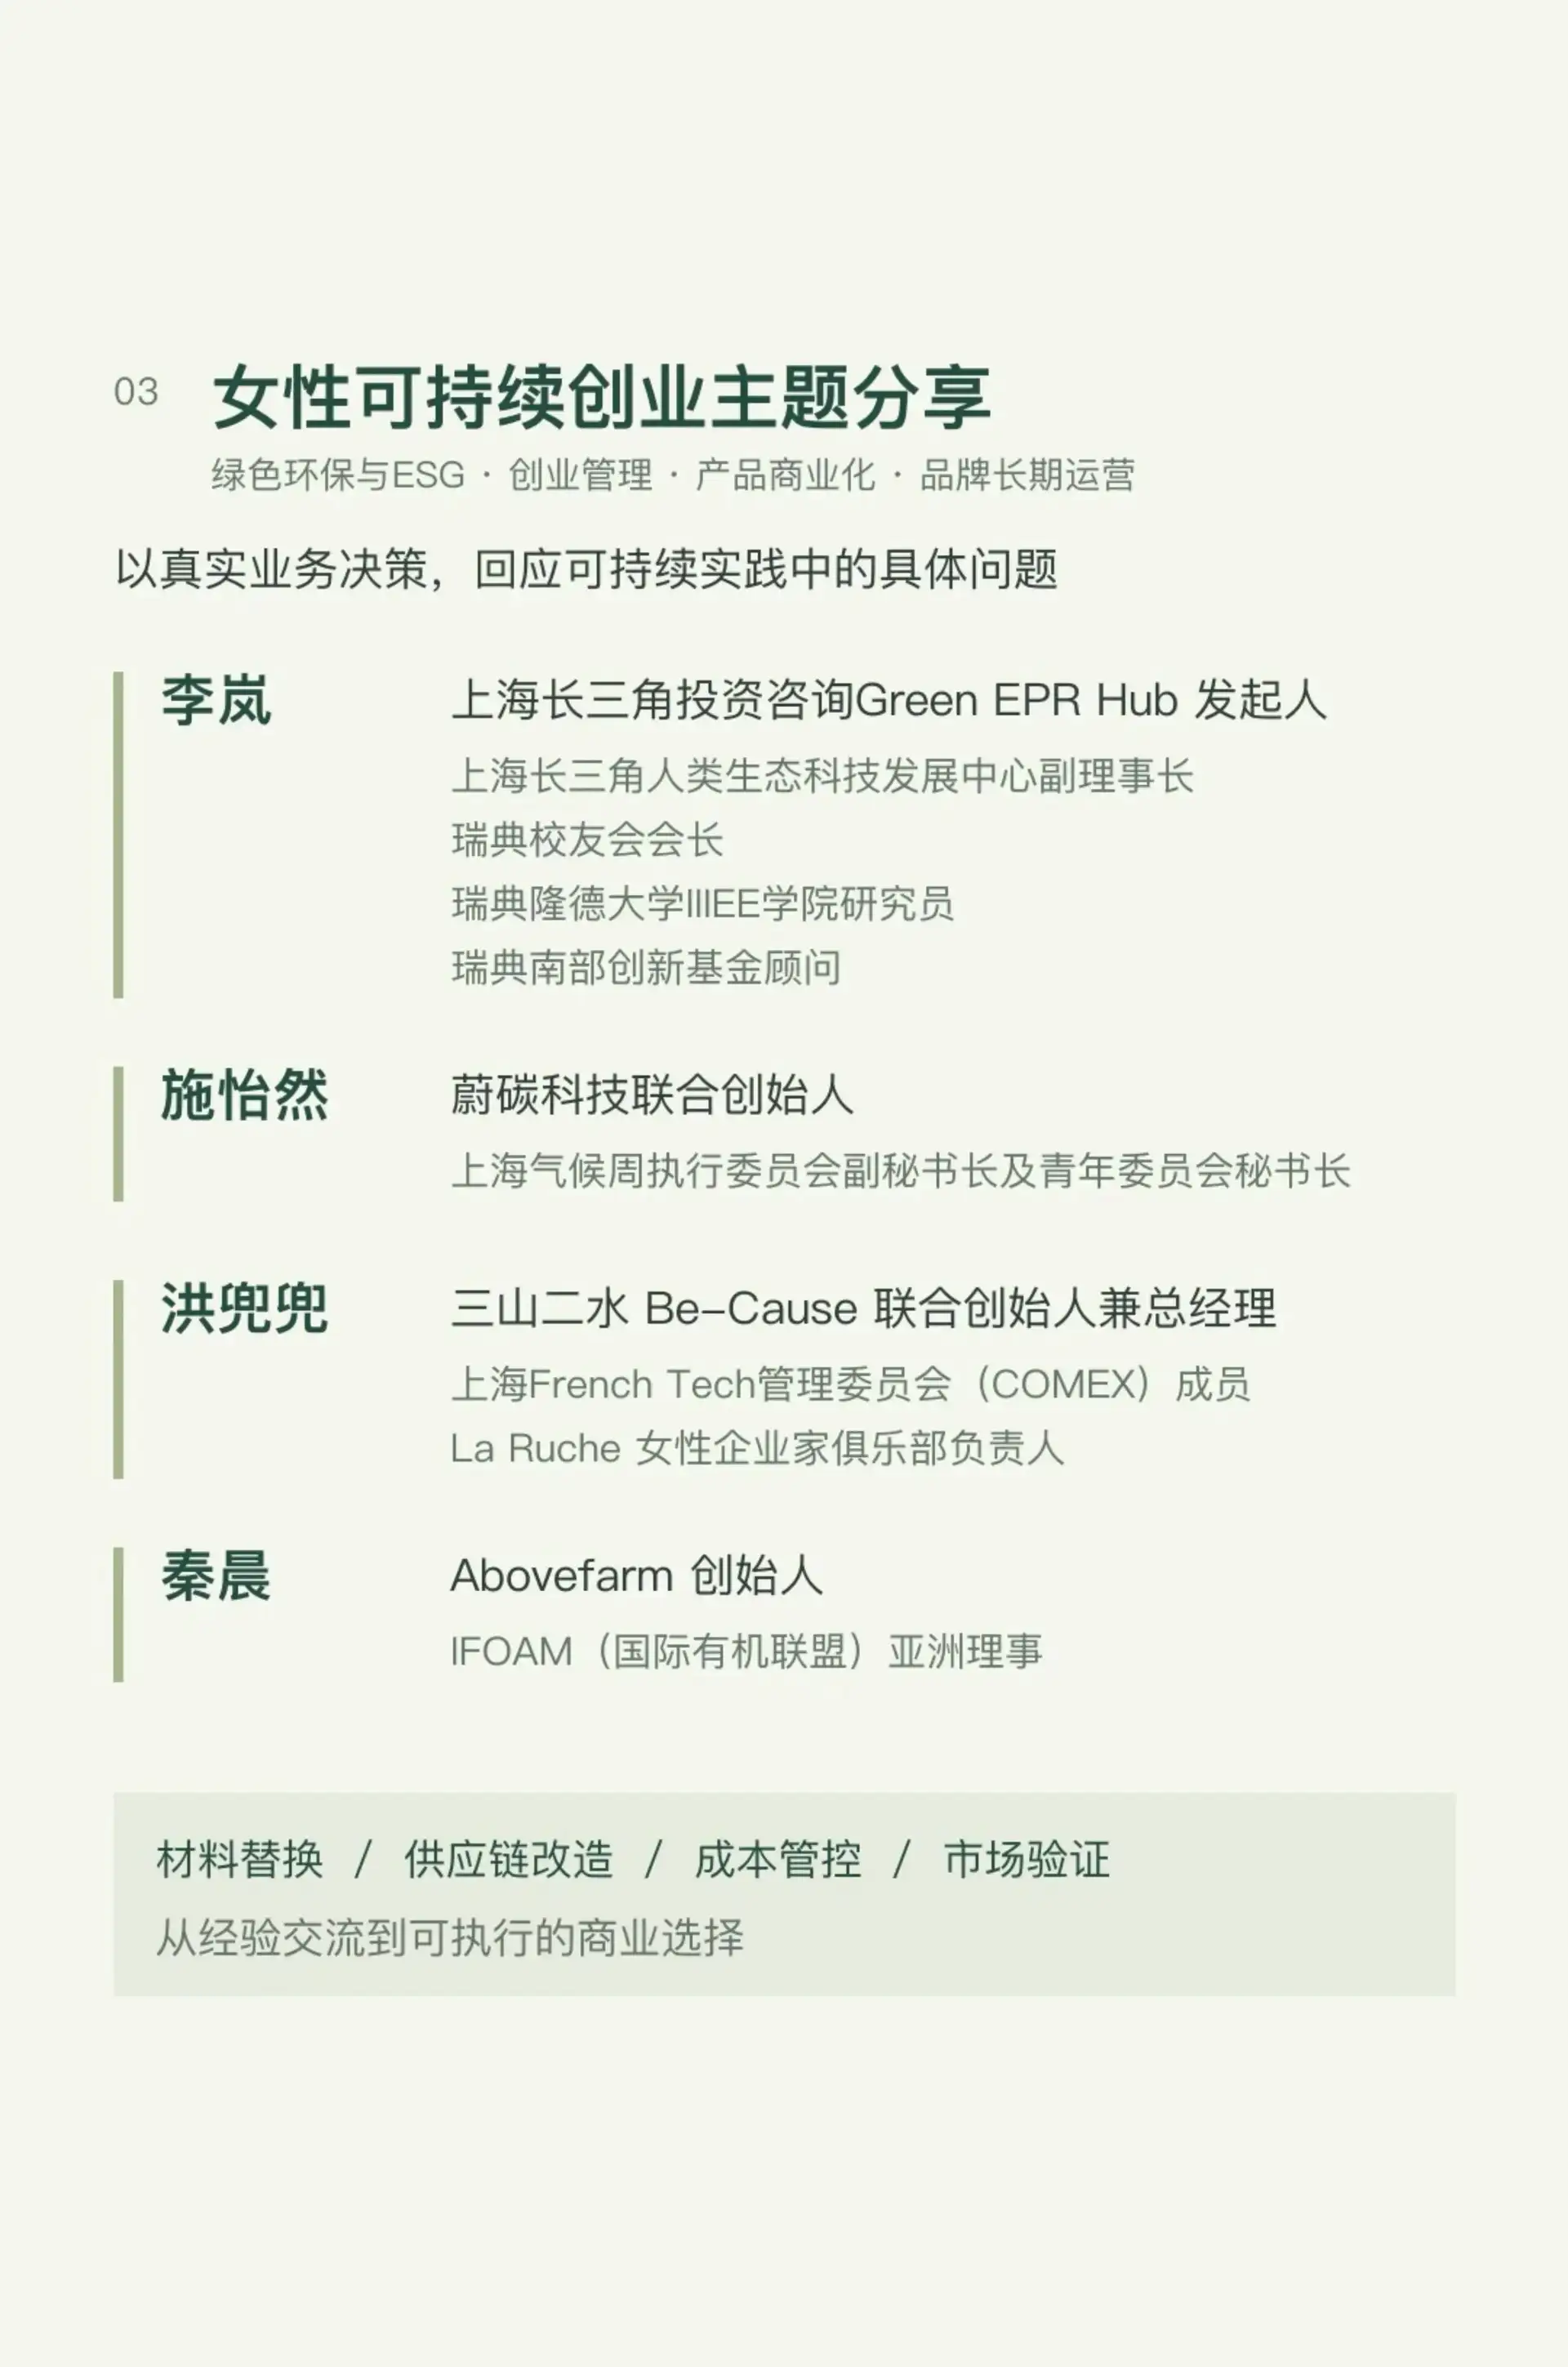 03 女性可持续创业主题分享
绿色环保与ESG · 创业管理 · 产品商业化 · 品牌长期运营
以真实业务决策，回应可持续实践中的具体问题
李岚 上海长三角投资咨询Green EPR Hub 发起人
上海长三角人类生态科技发展中心副理事长
瑞典校友会会长
瑞典隆德大学IIIEE学院研究员
瑞典南部创新基金顾问
施怡然 蔚碳科技联合创始人
上海气候周执行委员会副秘书长及青年委员会秘书长
洪兜兜 三山二水 Be–Cause 联合创始人兼总经理
上海French Tech管理委员会（COMEX）成员
La Ruche 女性企业家俱乐部负责人
秦晨 Abovefarm 创始人
IFOAM（国际有机联盟）亚洲理事
材料替换 / 供应链改造 / 成本管控 / 市场验证
从经验交流到可执行的商业选择